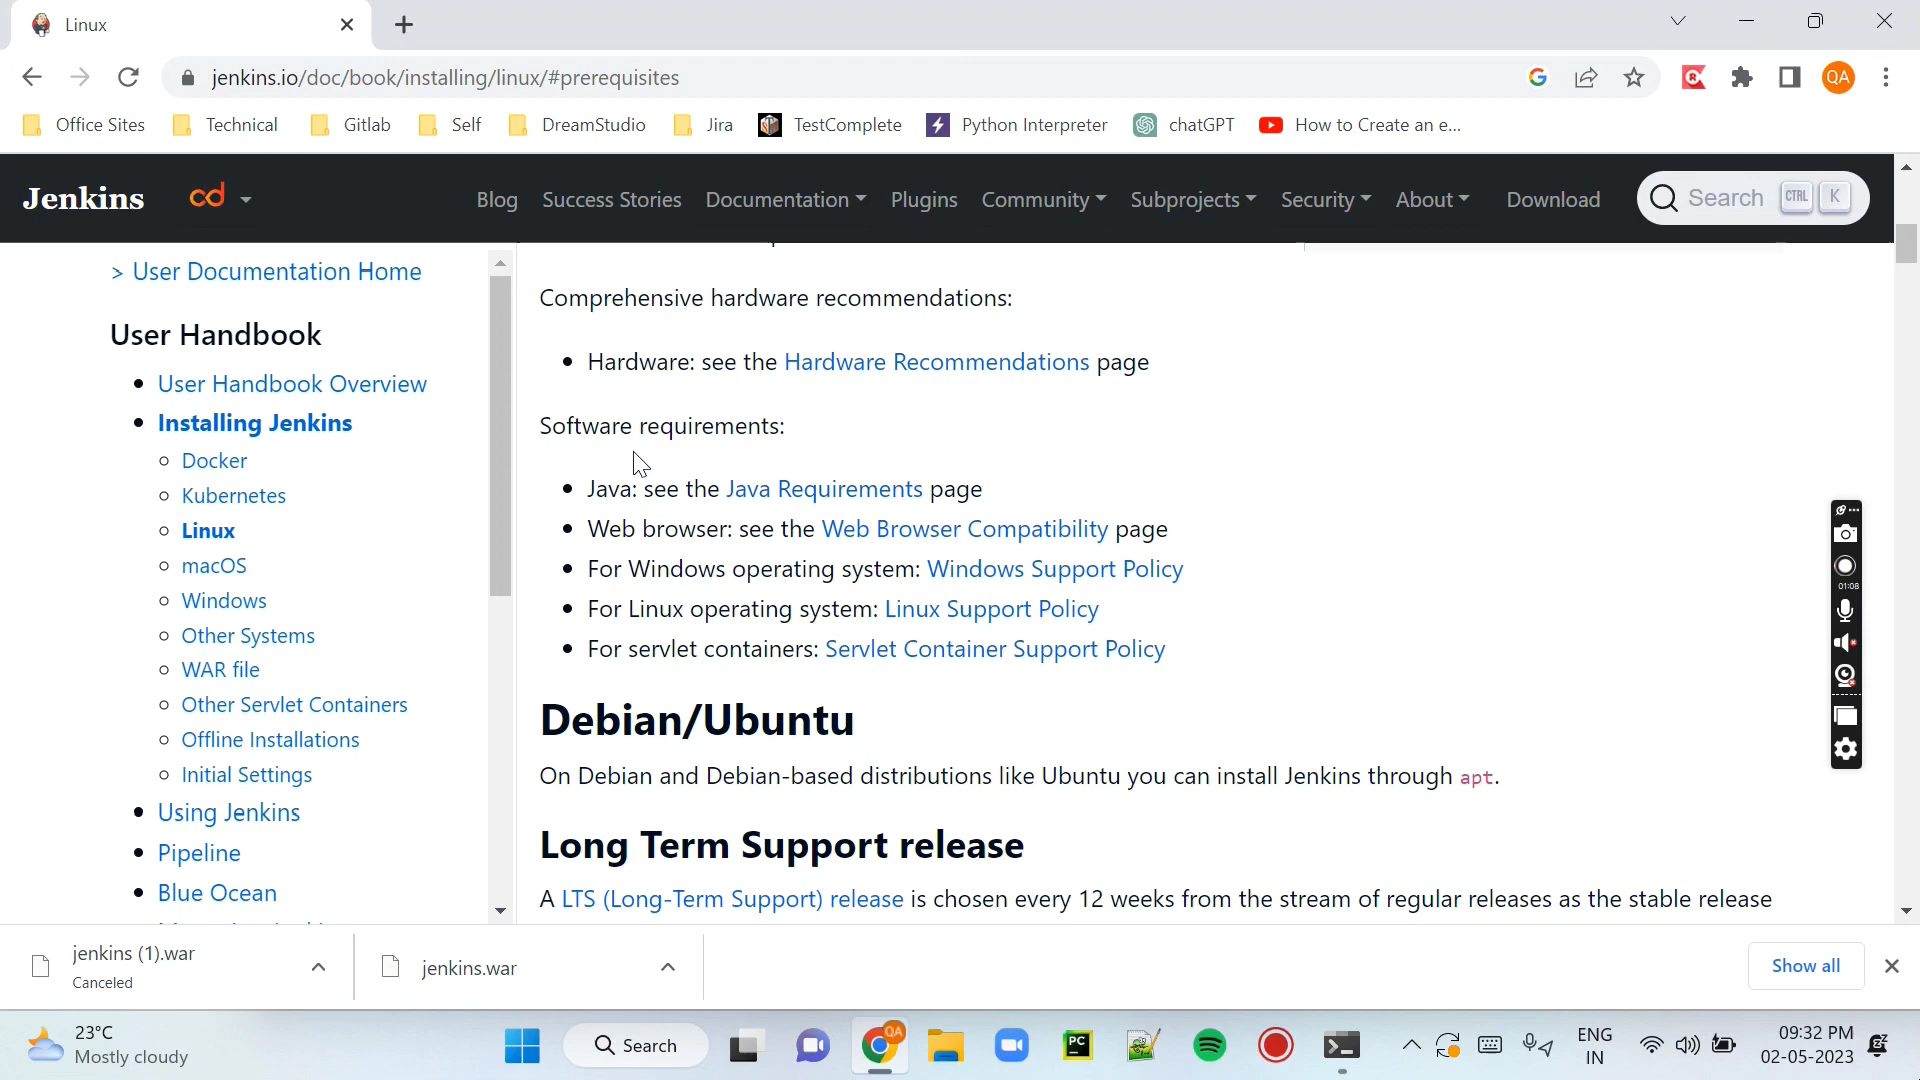 Linux
jenkins.io/doc/book/installing/linux/#prerequisites
QA
Office Sites
Technical
Gitlab
Self
DreamStudio
Jira
TestComplete
Python Interpreter
chatGPT
How to Create an e...
Jenkins
cd
Blog
Success Stories
Documentation
Plugins
Community
Subprojects
Security
About
Download
Search CTRL K
> User Documentation Home
User Handbook
User Handbook Overview
Installing Jenkins
Docker
Kubernetes
Linux
macOS
Windows
Other Systems
WAR file
Other Servlet Containers
Offline Installations
Initial Settings
Using Jenkins
Pipeline
Blue Ocean
Comprehensive hardware recommendations:
Hardware: see the Hardware Recommendations page
Software requirements:
Java: see the Java Requirements page
Web browser: see the Web Browser Compatibility page
For Windows operating system: Windows Support Policy
For Linux operating system: Linux Support Policy
For servlet containers: Servlet Container Support Policy
Debian/Ubuntu
On Debian and Debian-based distributions like Ubuntu you can install Jenkins through apt.
Long Term Support release
A LTS (Long-Term Support) release is chosen every 12 weeks from the stream of regular releases as the stable release
01:08
jenkins (1).war
Canceled
jenkins.war
Show all
23°C
Mostly cloudy
Search
QA
PC
ENG
IN
09:32 PM
02-05-2023